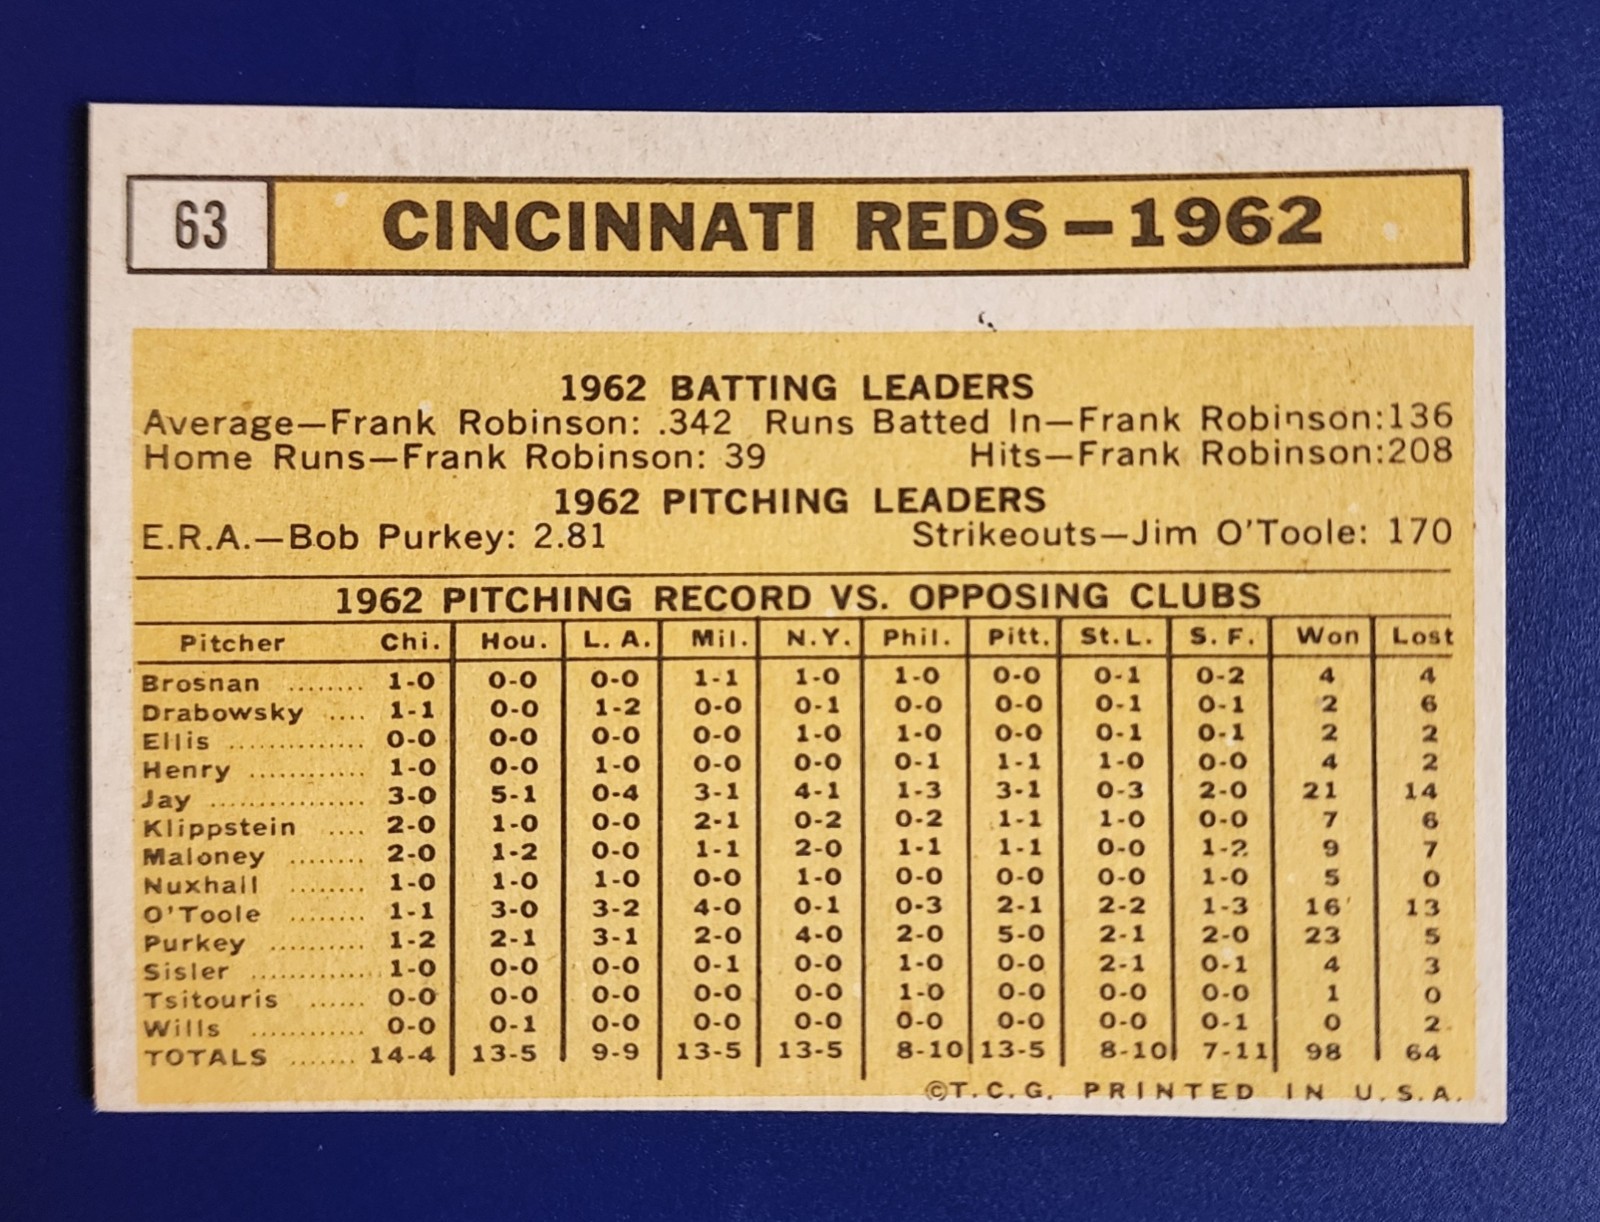 63 CINCINNATI REDS – 1962
1962 BATTING LEADERS
Average—Frank Robinson: .342 Runs Batted In—Frank Robinson:136
Home Runs—Frank Robinson: 39 Hits—Frank Robinson:208
1962 PITCHING LEADERS
E.R.A.—Bob Purkey: 2.81 Strikeouts—Jim O'Toole: 170
1962 PITCHING RECORD VS. OPPOSING CLUBS
Pitcher Chi. Hou. L. A. Mil. N.Y. Phil. Pitt. St.L. S. F. Won Lost
Brosnan ........ 1-0 0-0 0-0 1-1 1-0 1-0 0-0 0-1 0-2 4 4
Drabowsky .... 1-1 0-0 1-2 0-0 0-1 0-0 0-0 0-1 0-1 2 6
Ellis .............. 0-0 0-0 0-0 0-0 1-0 1-0 0-0 0-1 0-1 2 2
Henry ............ 1-0 0-0 1-0 0-0 0-0 0-1 1-1 1-0 0-0 4 2
Jay ................ 3-0 5-1 0-4 3-1 4-1 1-3 3-1 0-3 2-0 21 14
Klippstein .... 2-0 1-0 0-0 2-1 0-2 0-2 1-1 1-0 0-0 7 6
Maloney ........ 2-0 1-2 0-0 1-1 2-0 1-1 1-1 0-0 1-2 9 7
Nuxhall ........ 1-0 1-0 1-0 0-0 1-0 0-0 0-0 0-0 1-0 5 0
O'Toole ........ 1-1 3-0 3-2 4-0 0-1 0-3 2-1 2-2 1-3 16 13
Purkey .......... 1-2 2-1 3-1 2-0 4-0 2-0 5-0 2-1 2-0 23 5
Sisler ............ 1-0 0-0 0-0 0-1 0-0 1-0 0-0 2-1 0-1 4 3
Tsitouris ...... 0-0 0-0 0-0 0-0 0-0 1-0 0-0 0-0 0-0 1 0
Wills ............ 0-0 0-1 0-0 0-0 0-0 0-0 0-0 0-0 0-1 0 2
TOTALS ....... 14-4 13-5 9-9 13-5 13-5 8-10 13-5 8-10 7-11 98 64
©T.C.G. PRINTED IN U.S.A.